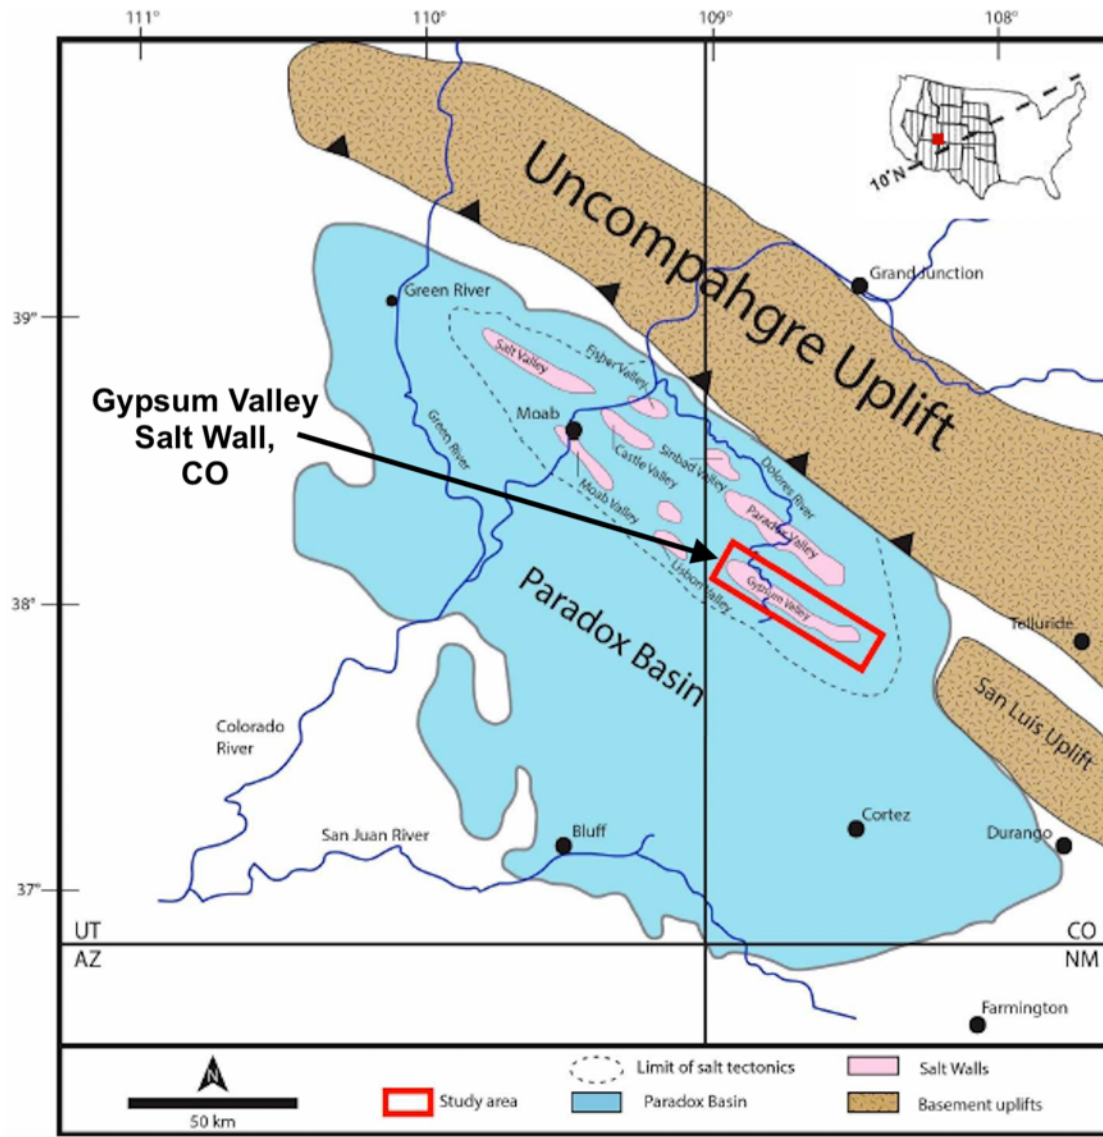 111°
110°
109°
108°
10°N
Uncompahgre Uplift
Grand Junction
Green River
39°
Salt Valley
Fisher Valley
Gypsum Valley
Salt Wall,
CO
Moab
Green River
Castle Valley
Sinbad Valley
Dolores River
Moab Valley
Paradox Valley
Lisbon Valley
Gypsum Valley
38°
Paradox Basin
Telluride
San Luis Uplift
Colorado
River
San Juan River
Bluff
Cortez
Durango
37°
UT
CO
AZ
NM
Farmington
N
50 km
Study area
Limit of salt tectonics
Paradox Basin
Salt Walls
Basement uplifts